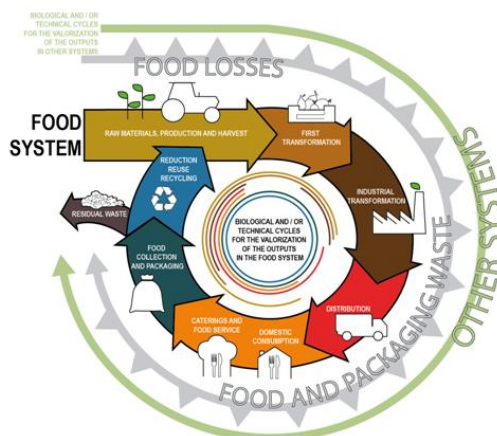 BIOLOGICAL AND / OR
TECHNICAL CYCLES
FOR THE VALORIZATION
OF THE OUTPUTS
IN OTHER SYSTEMS
FOOD LOSSES
FOOD
SYSTEM
RAW MATERIALS, PRODUCTION AND HARVEST
FIRST
TRANSFORMATION
INDUSTRIAL
TRANSFORMATION
DISTRIBUTION
DOMESTIC
CONSUMPTION
CATERINGS AND
FOOD SERVICE
FOOD
COLLECTION
AND PACKAGING
REDUCTION
REUSE
RECYCLING
RESIDUAL WASTE
BIOLOGICAL AND / OR
TECHNICAL CYCLES
FOR THE VALORIZATION
OF THE OUTPUTS
IN THE FOOD SYSTEM
FOOD AND PACKAGING WASTE
OTHER SYSTEMS